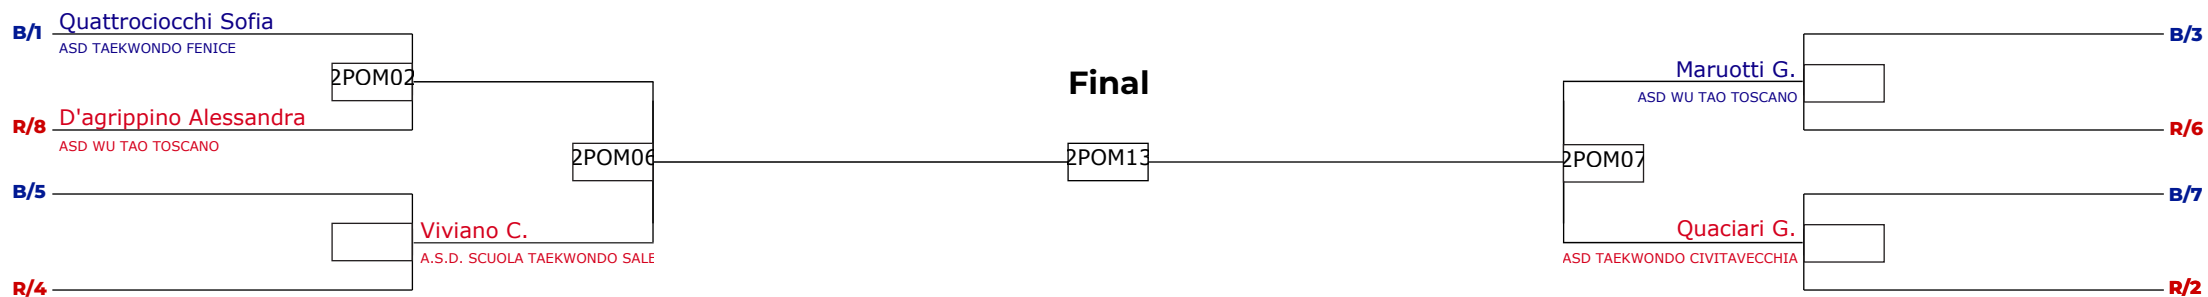 B/1 Quattrociocchi Sofia
ASD TAEKWONDO FENICE
2POM02
R/8 D'agrippino Alessandra
ASD WU TAO TOSCANO
2POM06
B/5
Viviano C.
A.S.D. SCUOLA TAEKWONDO SALE
R/4
Final
2POM13
B/3
Maruotti G.
ASD WU TAO TOSCANO
R/6
2POM07
B/7
Quaciari G.
ASD TAEKWONDO CIVITAVECCHIA
R/2